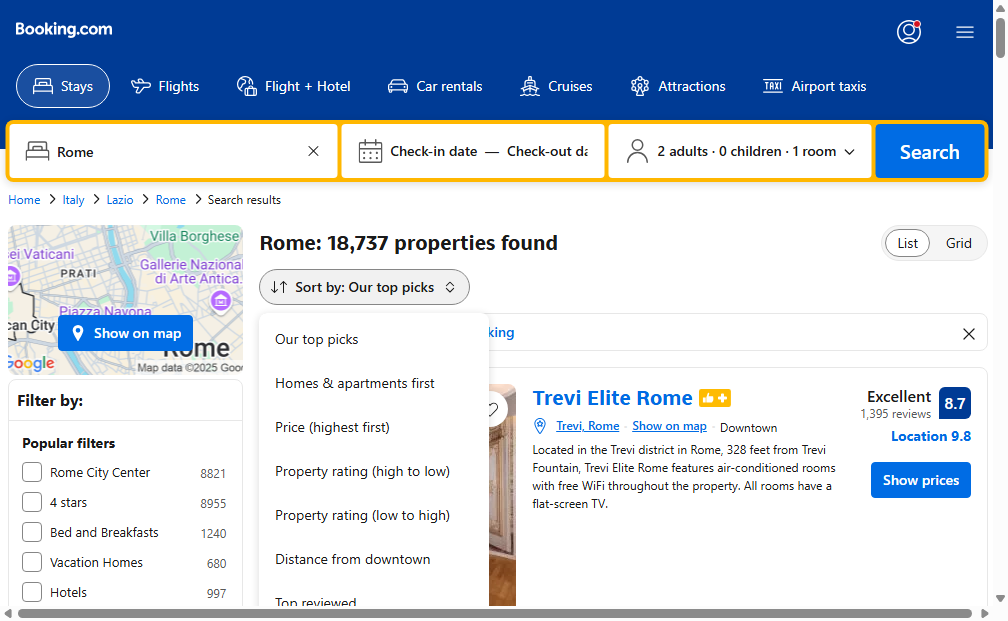 Booking.com
Stays
Flights
Flight + Hotel
Car rentals
Cruises
Attractions
TAXI Airport taxis
Rome
Check-in date — Check-out da
2 adults · 0 children · 1 room
Search
Home > Italy > Lazio > Rome > Search results
Villa Borghese
sei Vaticani
PRATI
Gallerie Nazional
di Arte Antica.
Piazza Navona
can City
Show on map
Rome
Google
Map data ©2025 Goo
Rome: 18,737 properties found
List
Grid
Sort by: Our top picks
Our top picks
Homes & apartments first
Price (highest first)
Property rating (high to low)
Property rating (low to high)
Distance from downtown
Top reviewed
king
Filter by:
Popular filters
Rome City Center 8821
4 stars 8955
Bed and Breakfasts 1240
Vacation Homes 680
Hotels 997
Trevi Elite Rome
Trevi, Rome · Show on map · Downtown
Located in the Trevi district in Rome, 328 feet from Trevi
Fountain, Trevi Elite Rome features air-conditioned rooms
with free WiFi throughout the property. All rooms have a
flat-screen TV.
Excellent
1,395 reviews
8.7
Location 9.8
Show prices